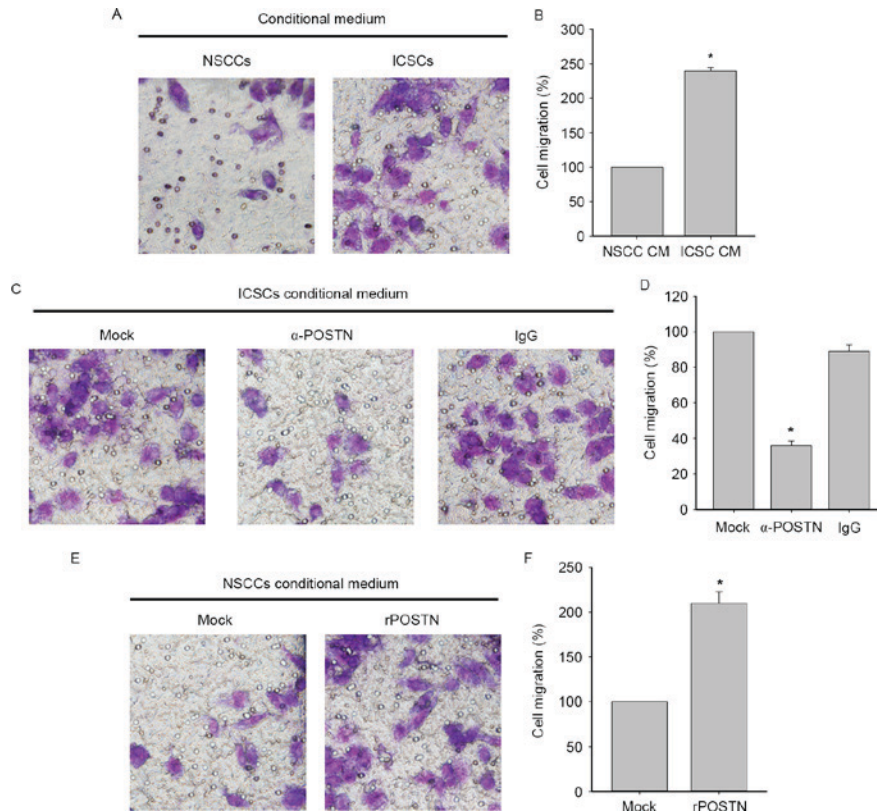 A
Conditional medium
NSCCs ICSCs
B
Cell migration (%)
300
250
200
150
100
50
0
*
NSCC CM ICSC CM
C
ICSCs conditional medium
Mock α-POSTN IgG
D
Cell migration (%)
120
100
80
60
40
20
0
*
Mock α-POSTN IgG
E
NSCCs conditional medium
Mock rPOSTN
F
Cell migration (%)
250
200
150
100
50
0
*
Mock rPOSTN